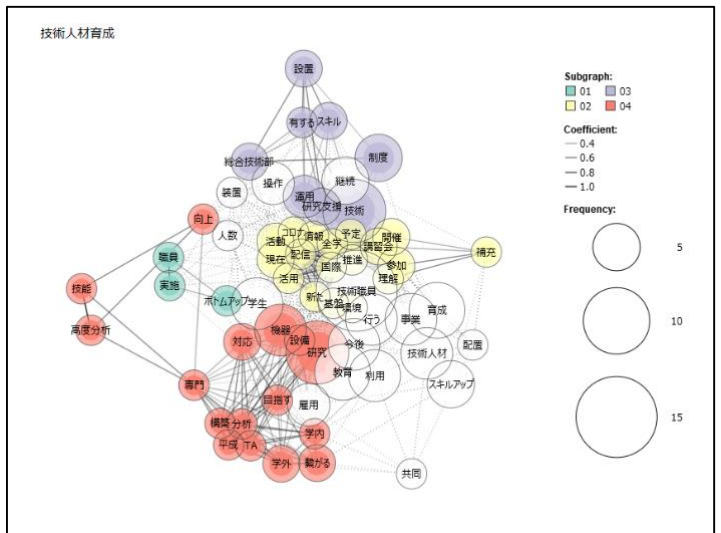 技術人材育成
設置
有する
スキル
総合技術部
制度
操作
継続
装置
運用
研究支援
技術
向上
人数
コロナ
情報
予定
開催
活動
全学
講習会
補充
職員
現在
配信
推進
参加
国際
実施
活用
理解
技能
ボトムアップ
学生
新た
基盤
技術職員
環境
育成
高度分析
機器
行う
事業
対応
設備
研究
今後
技術人材
配置
専門
教育
利用
スキルアップ
目指す
雇用
構築
分析
平成
TA
学内
学外
繋がる
共同
Subgraph:
01 03
02 04
Coefficient:
0.4
0.6
0.8
1.0
Frequency:
5
10
15